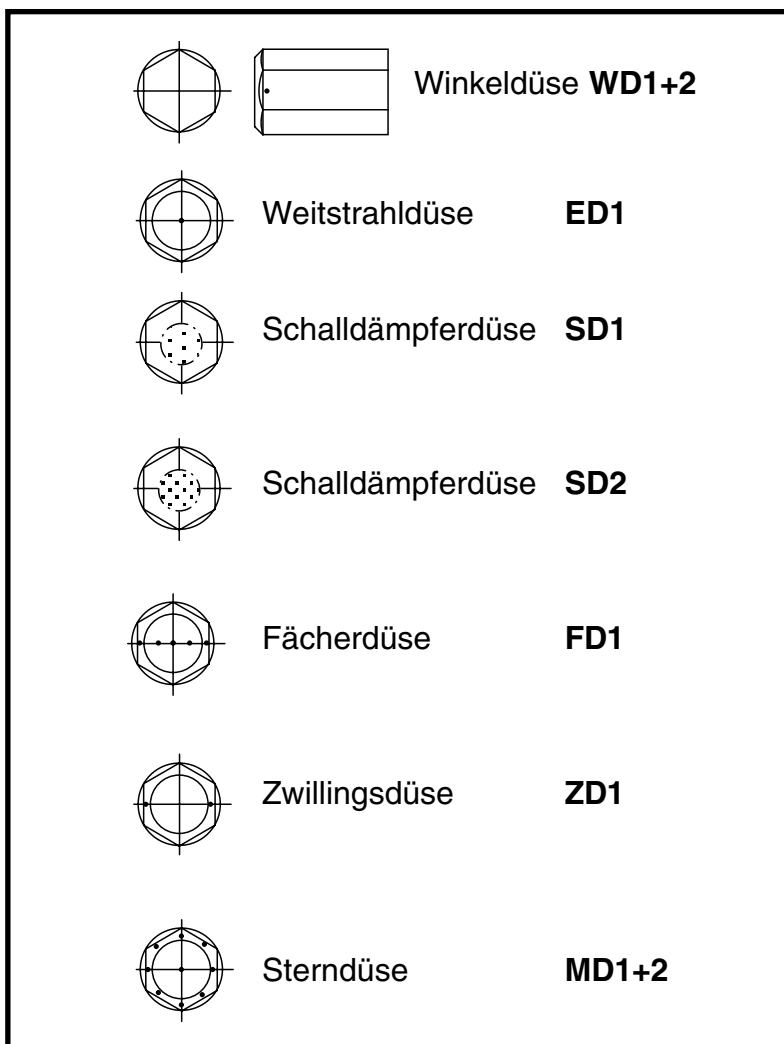 Winkeldüse WD1+2
Weitstrahldüse ED1
Schalldämpferdüse SD1
Schalldämpferdüse SD2
Fächerdüse FD1
Zwillingsdüse ZD1
Sterndüse MD1+2